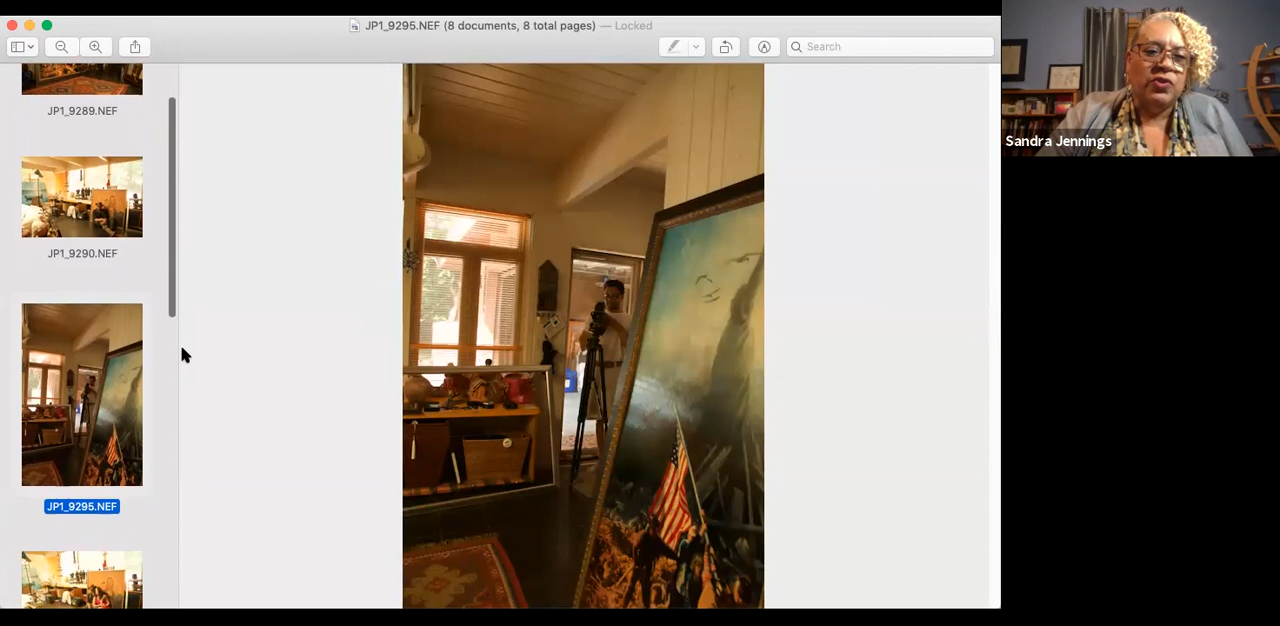 JP1_9295.NEF (8 documents, 8 total pages) — Locked
Search
JP1_9289.NEF
JP1_9290.NEF
JP1_9295.NEF
Sandra Jennings